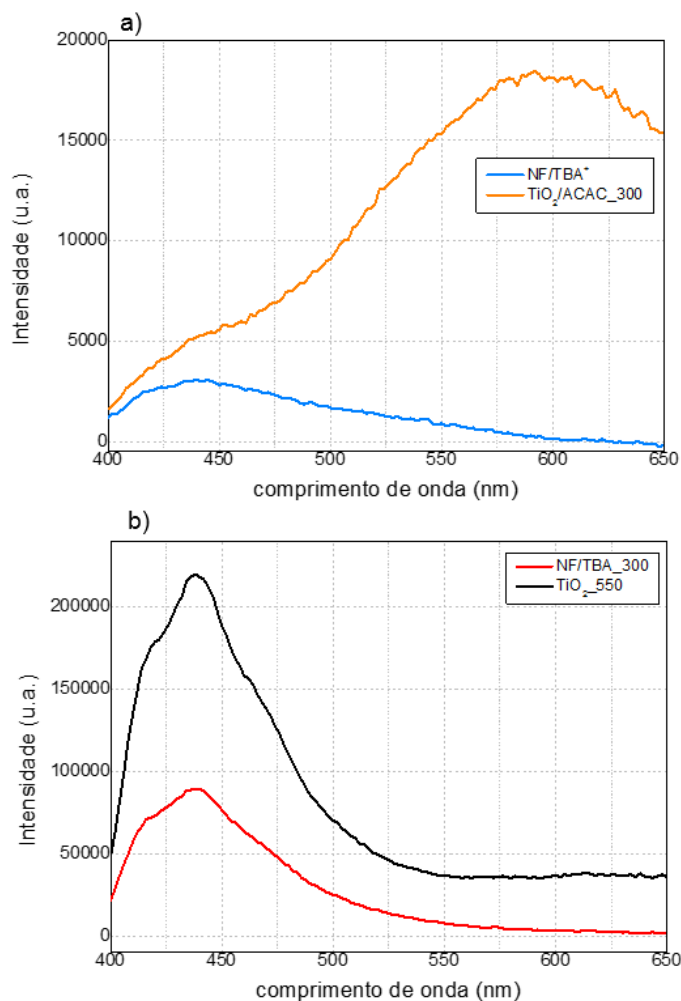 a)
20000
15000
10000
5000
0
Intensidade (u.a.)
NF/TBA⁺
TiO₂/ACAC_300
400 450 500 550 600 650
comprimento de onda (nm)
b)
200000
150000
100000
50000
0
Intensidade (u.a.)
NF/TBA_300
TiO₂_550
400 450 500 550 600 650
comprimento de onda (nm)